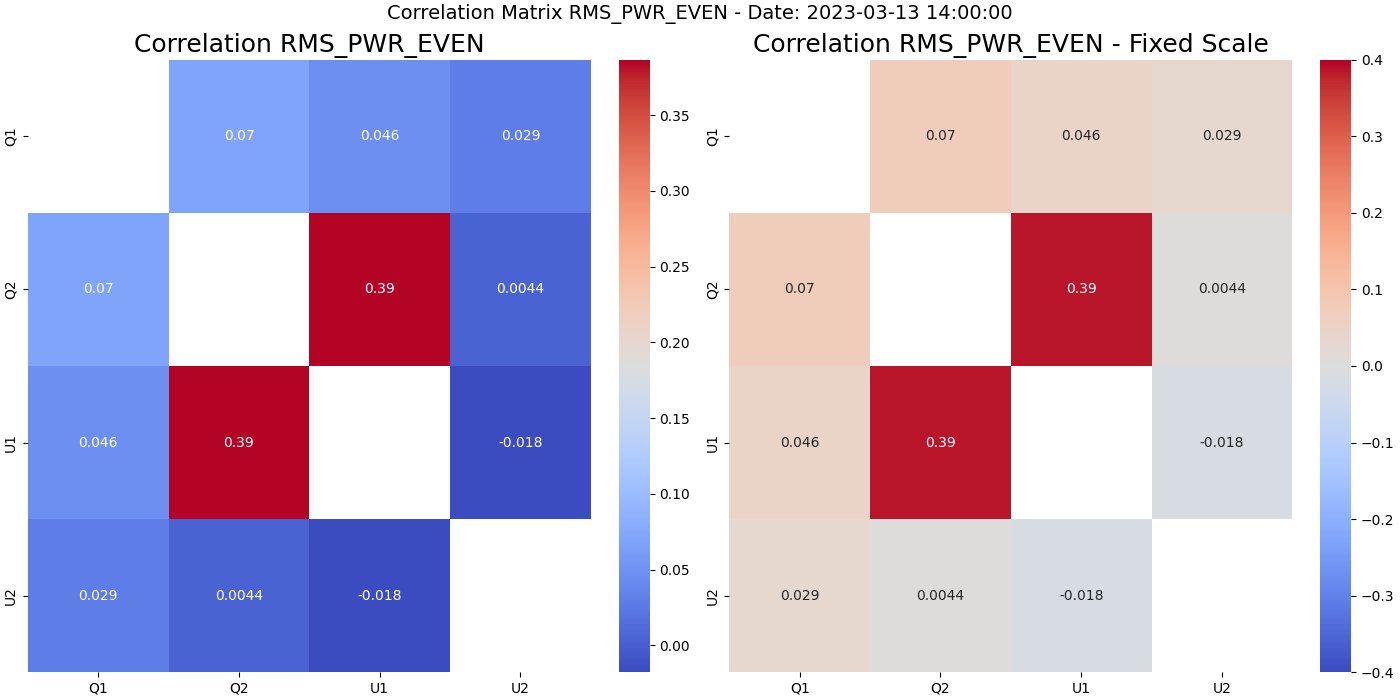 Correlation Matrix RMS_PWR_EVEN - Date: 2023-03-13 14:00:00
Correlation RMS_PWR_EVEN
Q1
0.07
0.046
0.029
Q2
0.07
0.39
0.0044
U1
0.046
0.39
-0.018
U2
0.029
0.0044
-0.018
Q1
Q2
U1
U2
0.35
0.30
0.25
0.20
0.15
0.10
0.05
0.00
Correlation RMS_PWR_EVEN - Fixed Scale
Q1
0.07
0.046
0.029
Q2
0.07
0.39
0.0044
U1
0.046
0.39
-0.018
U2
0.029
0.0044
-0.018
Q1
Q2
U1
U2
0.4
0.3
0.2
0.1
0.0
−0.1
−0.2
−0.3
−0.4